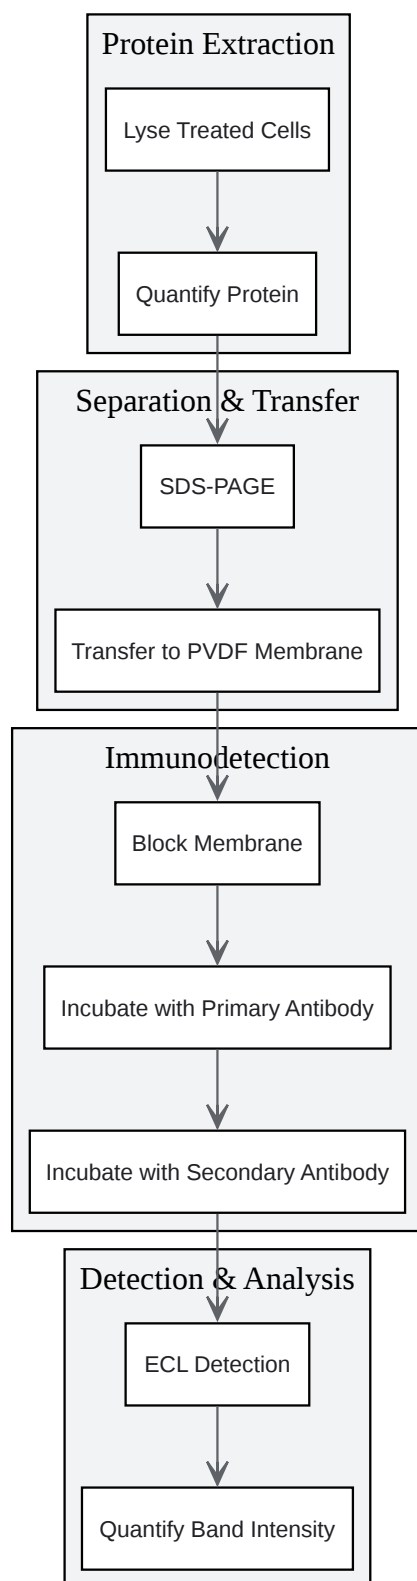 Protein Extraction
Lyse Treated Cells
Quantify Protein
Separation & Transfer
SDS-PAGE
Transfer to PVDF Membrane
Immunodetection
Block Membrane
Incubate with Primary Antibody
Incubate with Secondary Antibody
Detection & Analysis
ECL Detection
Quantify Band Intensity